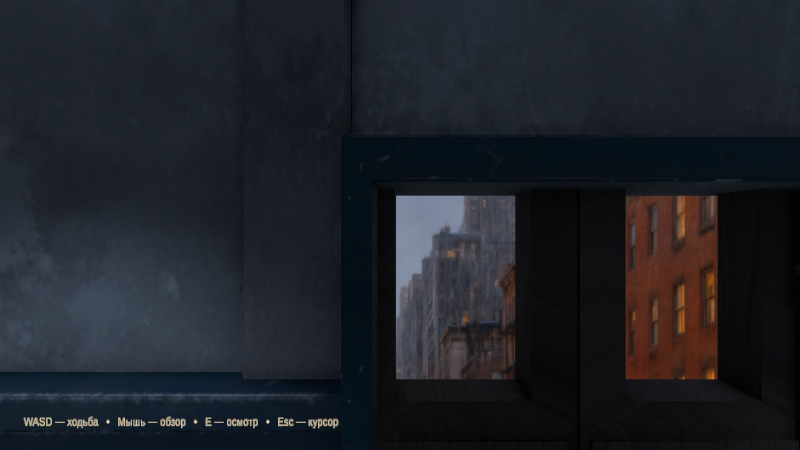 WASD — ходьба • Мышь — обзор • E — осмотр • Esc — курсор